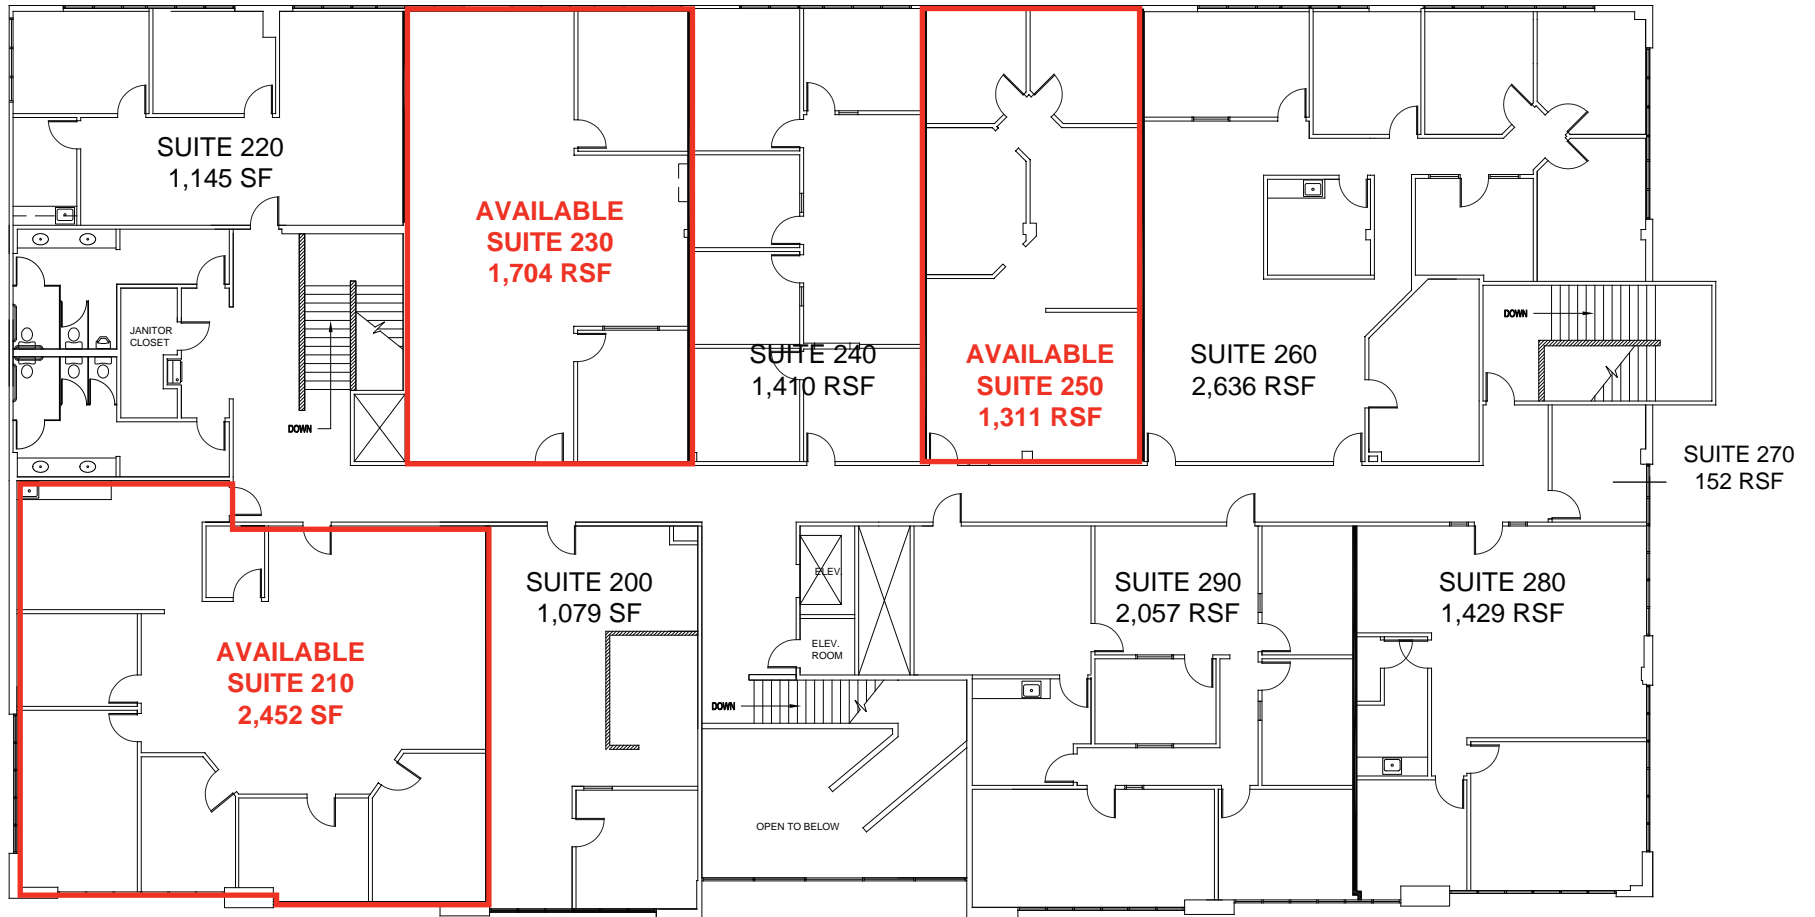 SUITE 220
1,145 SF
AVAILABLE
SUITE 230
1,704 RSF
SUITE 240
1,410 RSF
AVAILABLE
SUITE 250
1,311 RSF
SUITE 260
2,636 RSF
DOWN
JANITOR
CLOSET
DOWN
SUITE 270
152 RSF
AVAILABLE
SUITE 210
2,452 SF
SUITE 200
1,079 SF
ELEV.
ELEV.
ROOM
DOWN
OPEN TO BELOW
SUITE 290
2,057 RSF
SUITE 280
1,429 RSF